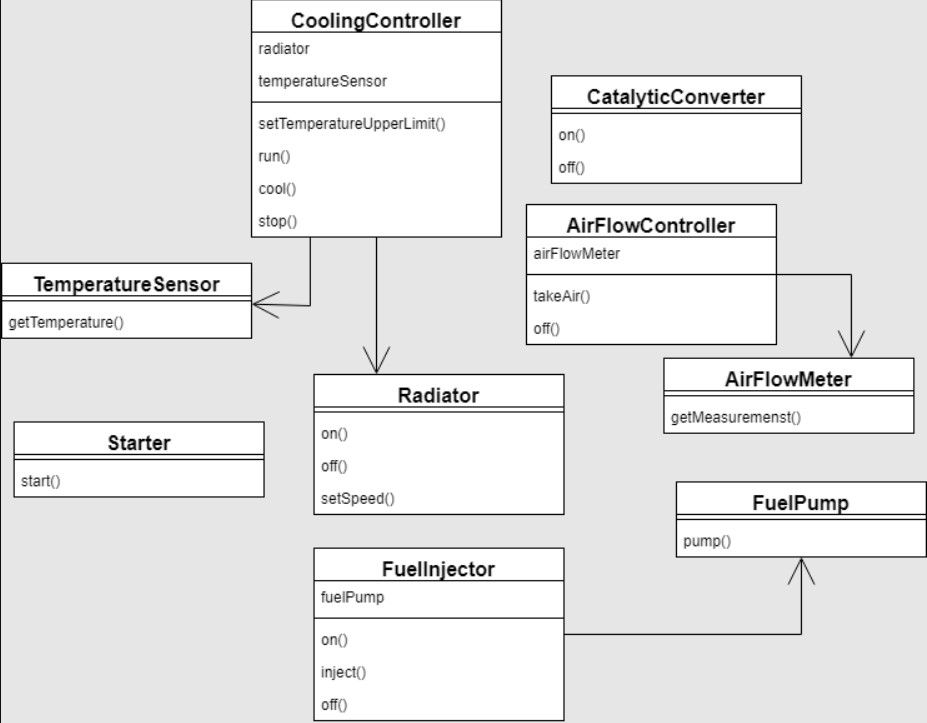 CoolingController
radiator
temperatureSensor
setTemperatureUpperLimit()
run()
cool()
stop()
CatalyticConverter
on()
off()
AirFlowController
airFlowMeter
takeAir()
off()
TemperatureSensor
getTemperature()
AirFlowMeter
getMeasuremenst()
Radiator
on()
off()
setSpeed()
Starter
start()
FuelPump
pump()
FuelInjector
fuelPump
on()
inject()
off()